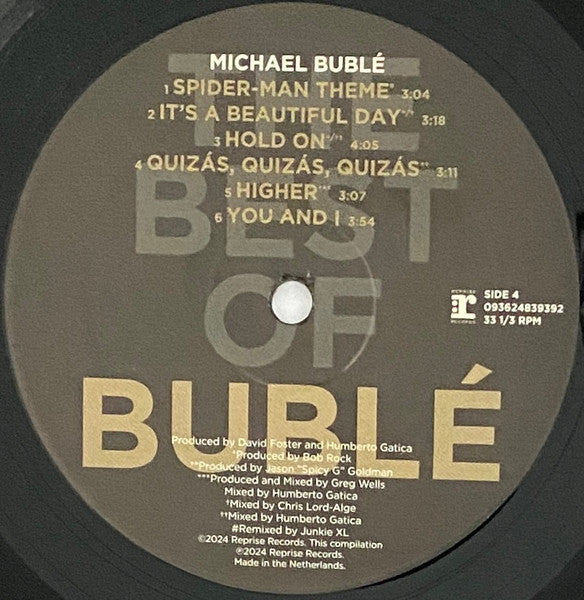 MICHAEL BUBLÉ
1 SPIDER-MAN THEME 3:04
2 IT'S A BEAUTIFUL DAY 3:18
3 HOLD ON 4:05
4 QUIZÁS, QUIZÁS, QUIZÁS 3:11
5 HIGHER 3:07
6 YOU AND I 3:54
THE
BEST
OF
BUBLÉ
REPRISE
r:
RECORDS
SIDE 4
093624839392
33 1/3 RPM
Produced by David Foster and Humberto Gatica
*Produced by Bob Rock
**Produced by Jason "Spicy G" Goldman
***Produced and Mixed by Greg Wells
Mixed by Humberto Gatica
†Mixed by Chris Lord-Alge
††Mixed by Humberto Gatica
#Remixed by Junkie XL
©2024 Reprise Records. This compilation
℗2024 Reprise Records.
Made in the Netherlands.